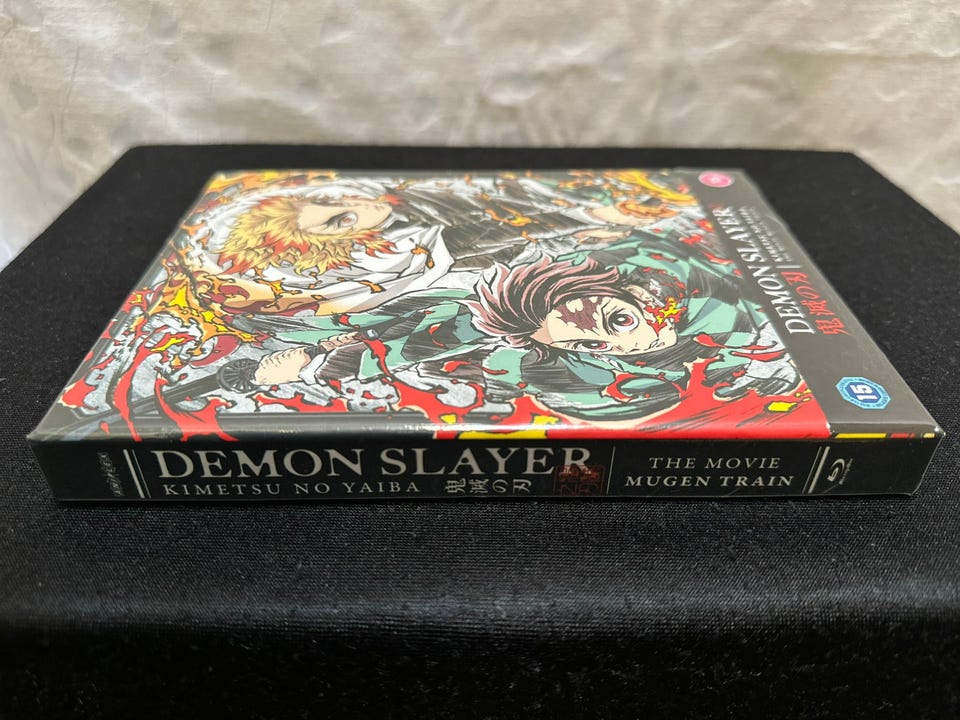 DEMON SLAYER
KIMETSU NO YAIBA 鬼滅の刃
THE MOVIE
MUGEN TRAIN
DEMON SLAYER
鬼滅の刃
15